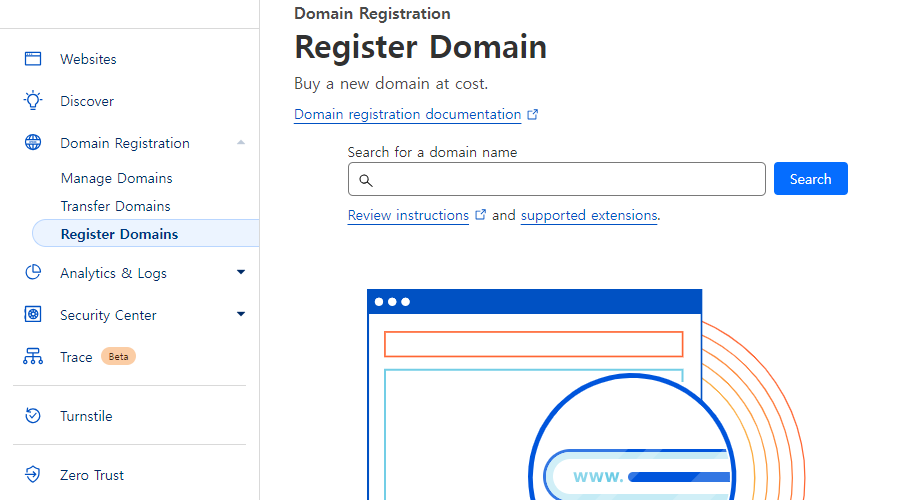 Websites
Discover
Domain Registration
Manage Domains
Transfer Domains
Register Domains
Analytics & Logs
Security Center
Trace Beta
Turnstile
Zero Trust
Domain Registration
Register Domain
Buy a new domain at cost.
Domain registration documentation
Search for a domain name
Search
Review instructions and supported extensions.
www.